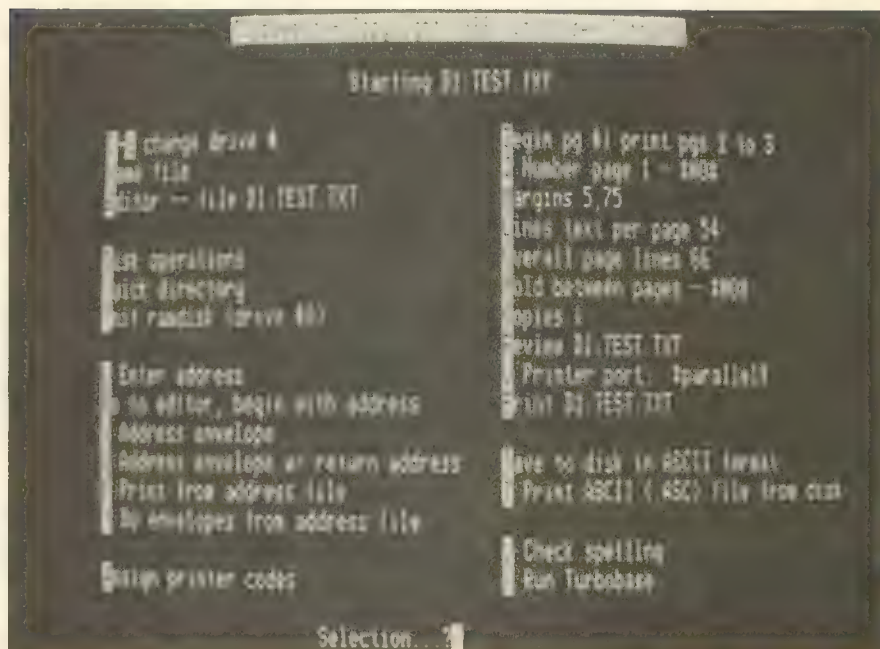 Starting D1:TEST.TXT
change drive #
file
-- file D1:TEST.TXT
operations
directory
ramdisk (drive #8)
Enter address
to editor, begin with address
Address envelope
Address envelope w/ return address
Print from address file
envelopes from address file
printer codes
pg #1 print pgs 1 to 3
Number page 1 -
Margins 5,75
text per page 54
page lines 66
between pages -
1
D1:TEST.TXT
Printer port:
D1:TEST.TXT
to disk in ASCII format
Print ASCII (.ASC) file from disk
Check spelling
Run Turbobase
Selection...?